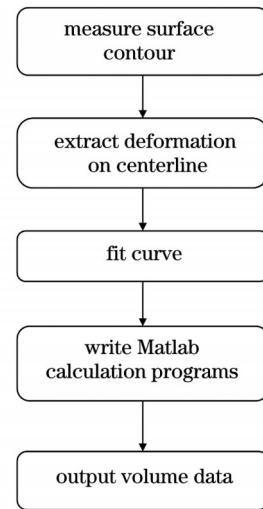 measure surface
contour
extract deformation
on centerline
fit curve
write Matlab
calculation programs
output volume data